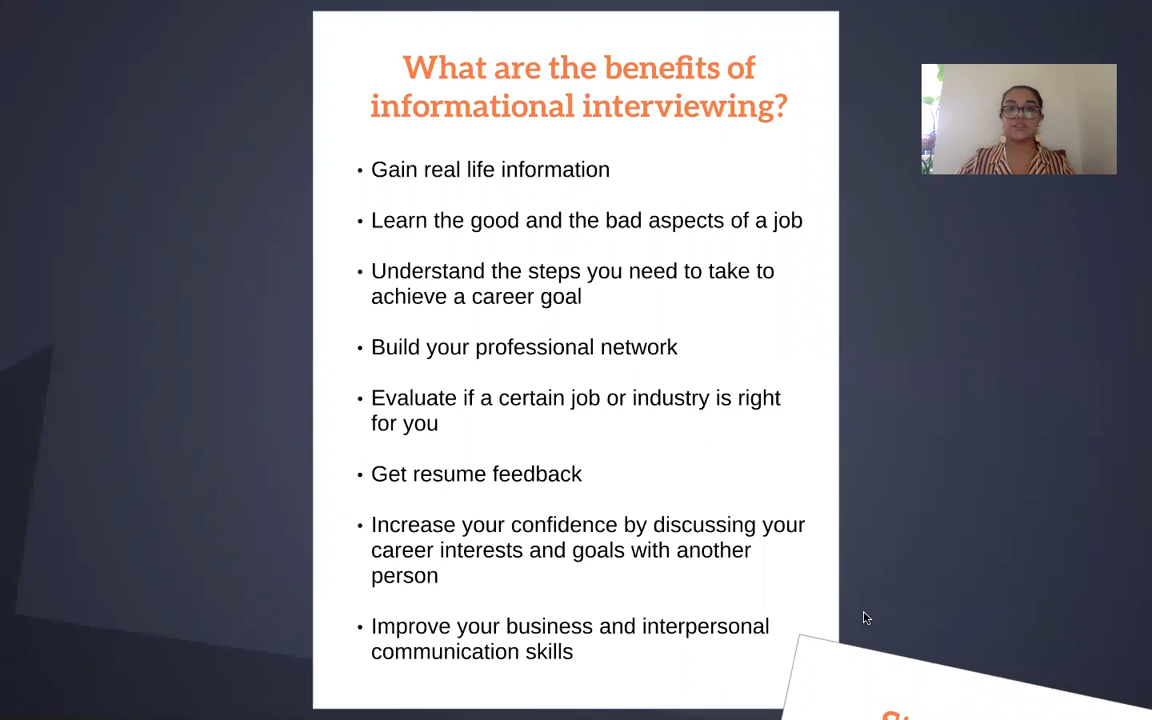 What are the benefits of
informational interviewing?
• Gain real life information
• Learn the good and the bad aspects of a job
• Understand the steps you need to take to
achieve a career goal
• Build your professional network
• Evaluate if a certain job or industry is right
for you
• Get resume feedback
• Increase your confidence by discussing your
career interests and goals with another
person
• Improve your business and interpersonal
communication skills